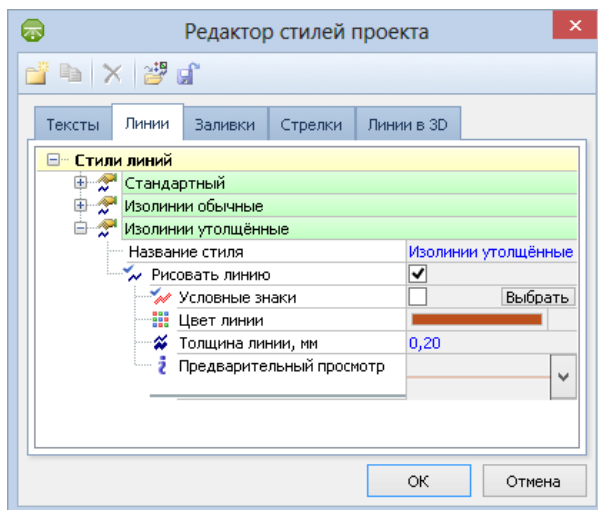 Редактор стилей проекта
Тексты Линии Заливки Стрелки Линии в 3D
Стили линий
Стандартный
Изолинии обычные
Изолинии утолщённые
Название стиля Изолинии утолщённые
Рисовать линию
Условные знаки Выбрать
Цвет линии
Толщина линии, мм 0,20
Предварительный просмотр
ОК Отмена